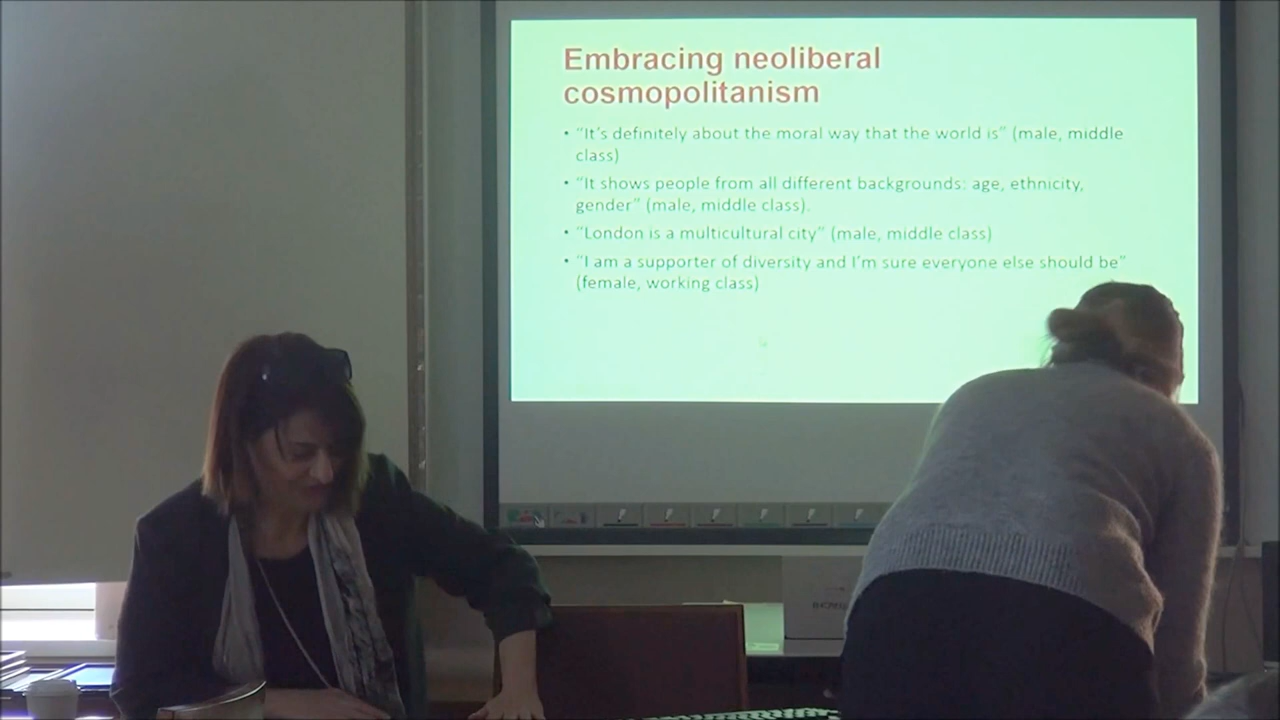 Embracing neoliberal
cosmopolitanism
• “It’s definitely about the moral way that the world is” (male, middle
class)
• “It shows people from all different backgrounds: age, ethnicity,
gender” (male, middle class).
• “London is a multicultural city” (male, middle class)
• “I am a supporter of diversity and I’m sure everyone else should be”
(female, working class)